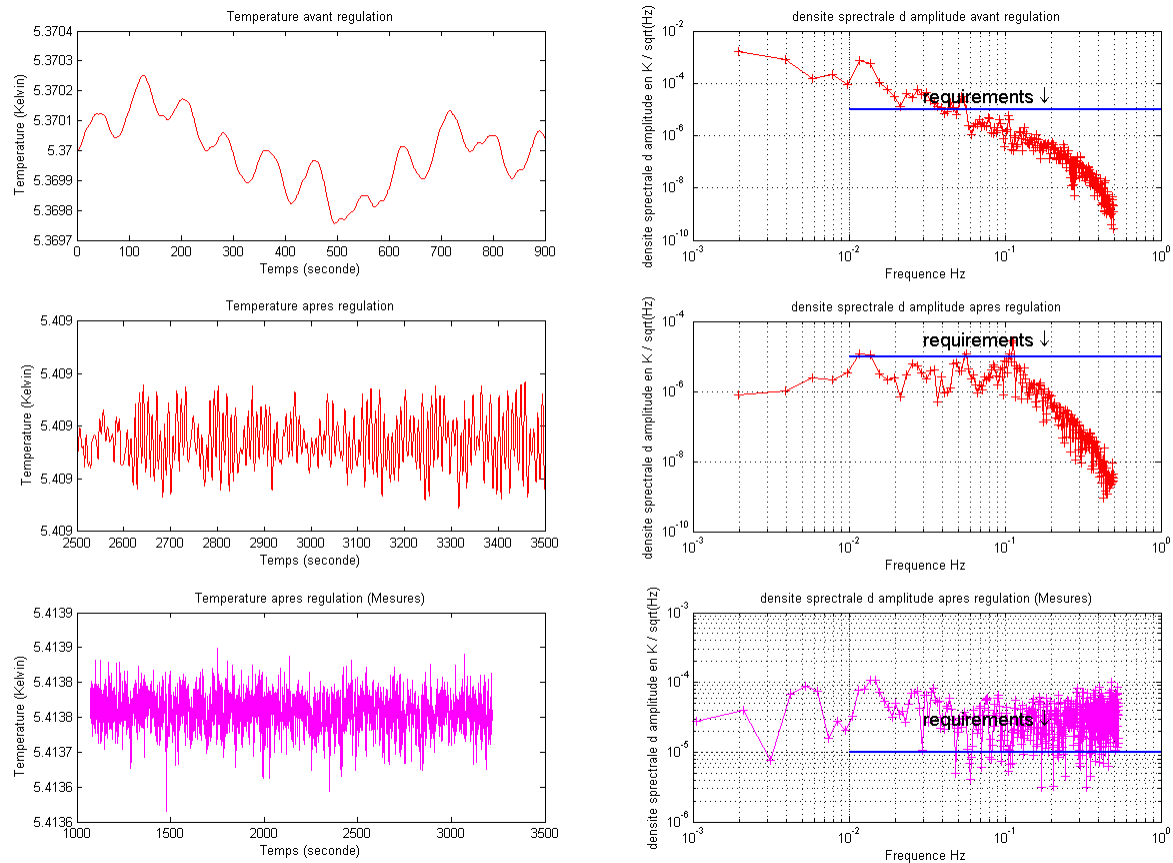 Temperature avant regulation
Temperature (Kelvin)
5.3704
5.3703
5.3702
5.3701
5.37
5.3699
5.3698
5.3697
0 100 200 300 400 500 600 700 800 900
Temps (seconde)
densite sprectrale d amplitude avant regulation
densite sprectrale d amplitude en K / sqrt(Hz)
10^-2
10^-4
10^-6
10^-8
10^-10
requirements ↓
10^-3 10^-2 10^-1 10^0
Frequence Hz
Temperature apres regulation
Temperature (Kelvin)
5.409
5.409
5.409
5.409
5.409
2500 2600 2700 2800 2900 3000 3100 3200 3300 3400 3500
Temps (seconde)
densite sprectrale d amplitude apres regulation
densite sprectrale d amplitude en K / sqrt(Hz)
10^-4
10^-6
10^-8
10^-10
requirements ↓
10^-3 10^-2 10^-1 10^0
Frequence Hz
Temperature apres regulation (Mesures)
Temperature (Kelvin)
5.4139
5.4139
5.4138
5.4138
5.4137
5.4136
5.4136
1000 1500 2000 2500 3000 3500
Temps (seconde)
densite sprectrale d amplitude apres regulation (Mesures)
densite sprectrale d amplitude en K / sqrt(Hz)
10^-3
10^-4
10^-5
10^-6
requirements ↓
10^-3 10^-2 10^-1 10^0
Frequence Hz